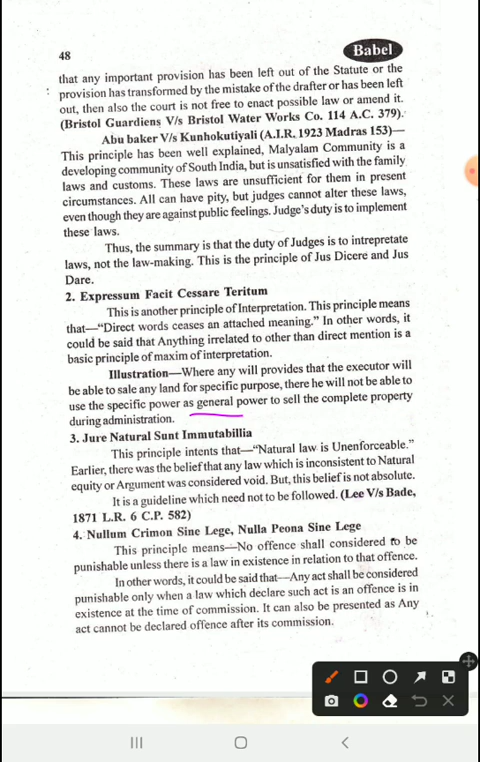 48
Babel
that any important provision has been left out of the Statute or the
provision has transformed by the mistake of the drafter or has been left
out, then also the court is not free to enact possible law or amend it.
(Bristol Guardiens V/s Bristol Water Works Co. 114 A.C. 379).
Abu baker V/s Kunhokutiyali (A.I.R. 1923 Madras 153)—
This principle has been well explained, Malyalam Community is a
developing community of South India, but is unsatisfied with the family
laws and customs. These laws are unsufficient for them in present
circumstances. All can have pity, but judges cannot alter these laws,
even though they are against public feelings. Judge's duty is to implement
these laws.
Thus, the summary is that the duty of Judges is to intrepretate
laws, not the law-making. This is the principle of Jus Dicere and Jus
Dare.
2. Expressum Facit Cessare Teritum
This is another principle of Interpretation. This principle means
that—"Direct words ceases an attached meaning." In other words, it
could be said that Anything irrelated to other than direct mention is a
basic principle of maxim of interpretation.
Illustration—Where any will provides that the executor will
be able to sale any land for specific purpose, there he will not be able to
use the specific power as general power to sell the complete property
during administration.
3. Jure Natural Sunt Immutabillia
This principle intents that—"Natural law is Unenforceable."
Earlier, there was the belief that any law which is inconsistent to Natural
equity or Argument was considered void. But, this belief is not absolute.
It is a guideline which need not to be followed. (Lee V/s Bade,
1871 L.R. 6 C.P. 582)
4. Nullum Crimon Sine Lege, Nulla Peona Sine Lege
This principle means—No offence shall considered to be
punishable unless there is a law in existence in relation to that offence.
In other words, it could be said that—Any act shall be considered
punishable only when a law which declare such act is an offence is in
existence at the time of commission. It can also be presented as Any
act cannot be declared offence after its commission.